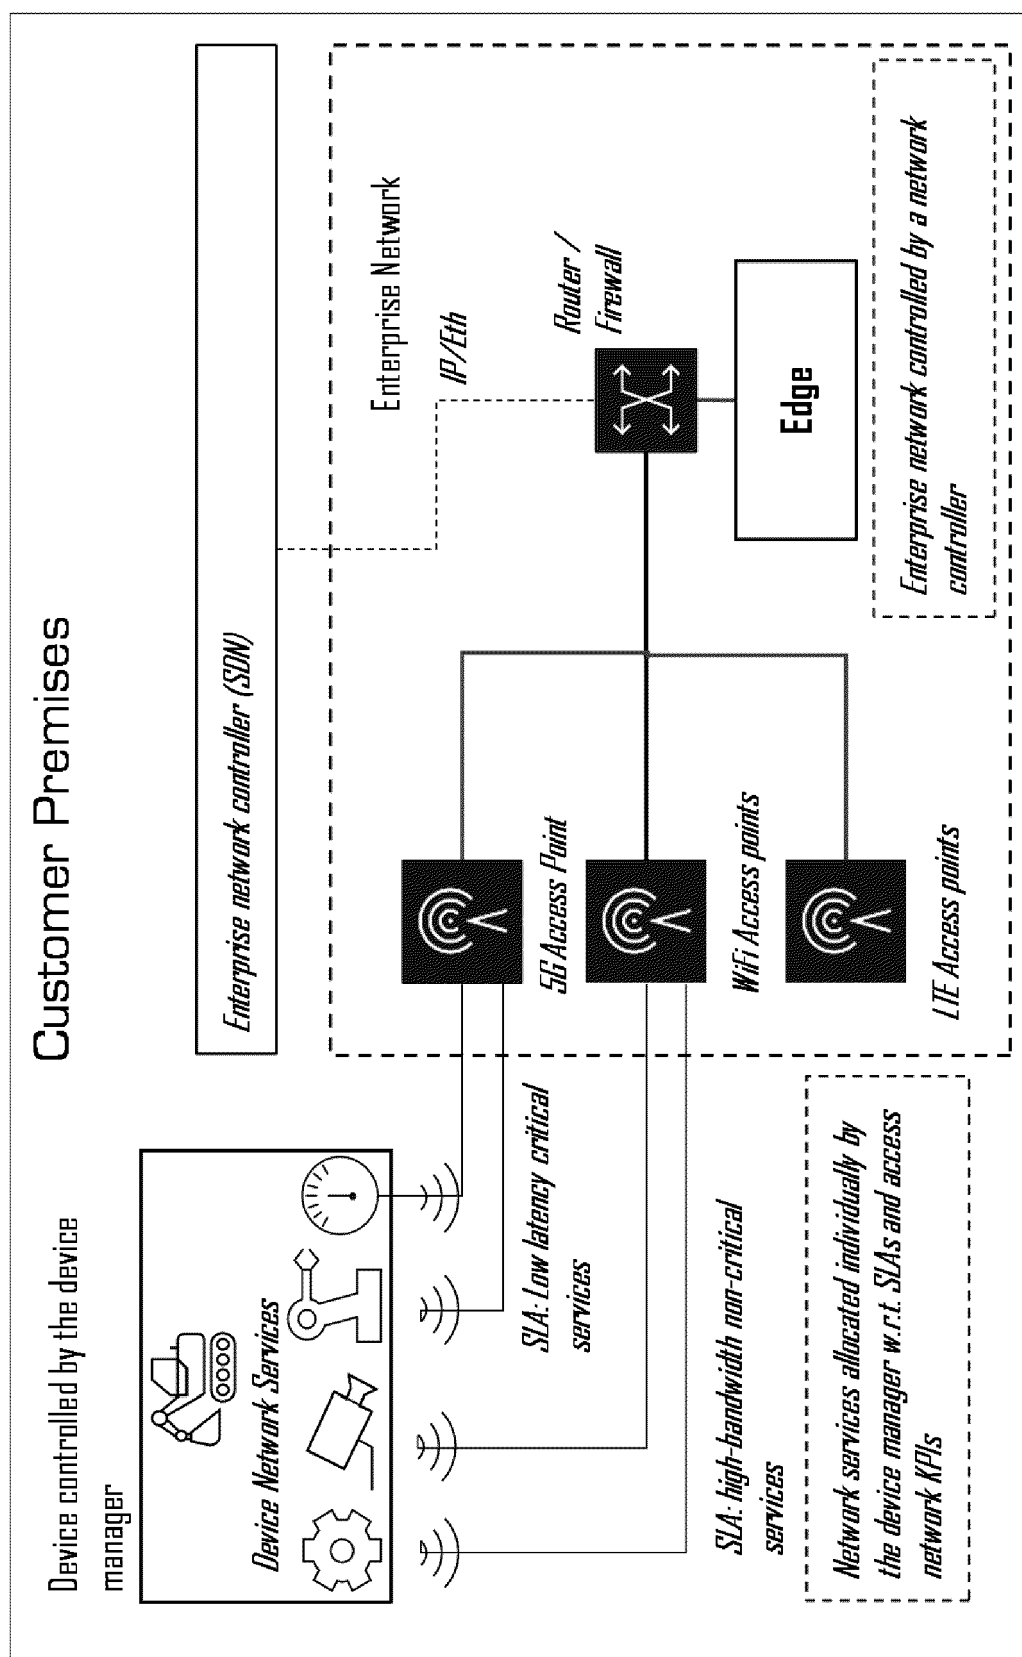 Customer Premises
Device controlled by the device
manager
Device Network Services
Enterprise network controller (SDN)
Enterprise Network
IP/Eth
SLA: Low latency critical
services
5G Access Point
Router /
Firewall
SLA: high-bandwidth non-critical
services
WiFi Access points
Edge
Network services allocated individually by
the device manager w.r.t. SLAs and access
network KPIs
LTE Access points
Enterprise network controlled by a network
controller